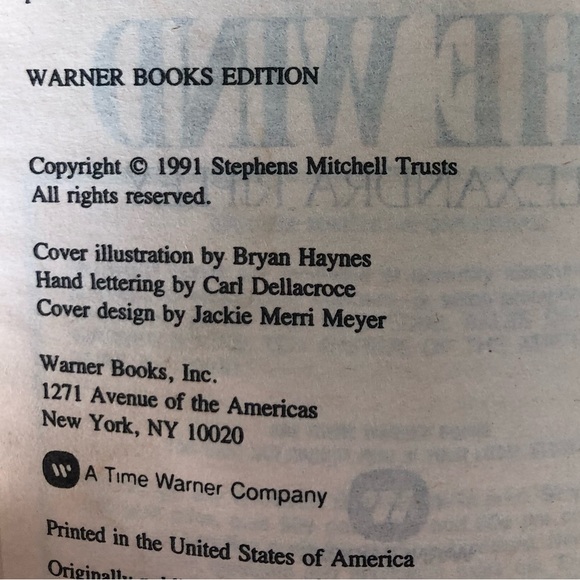 WARNER BOOKS EDITION
Copyright © 1991 Stephens Mitchell Trusts
All rights reserved.
Cover illustration by Bryan Haynes
Hand lettering by Carl Dellacroce
Cover design by Jackie Merri Meyer
Warner Books, Inc.
1271 Avenue of the Americas
New York, NY 10020
A Time Warner Company
Printed in the United States of America
Originally